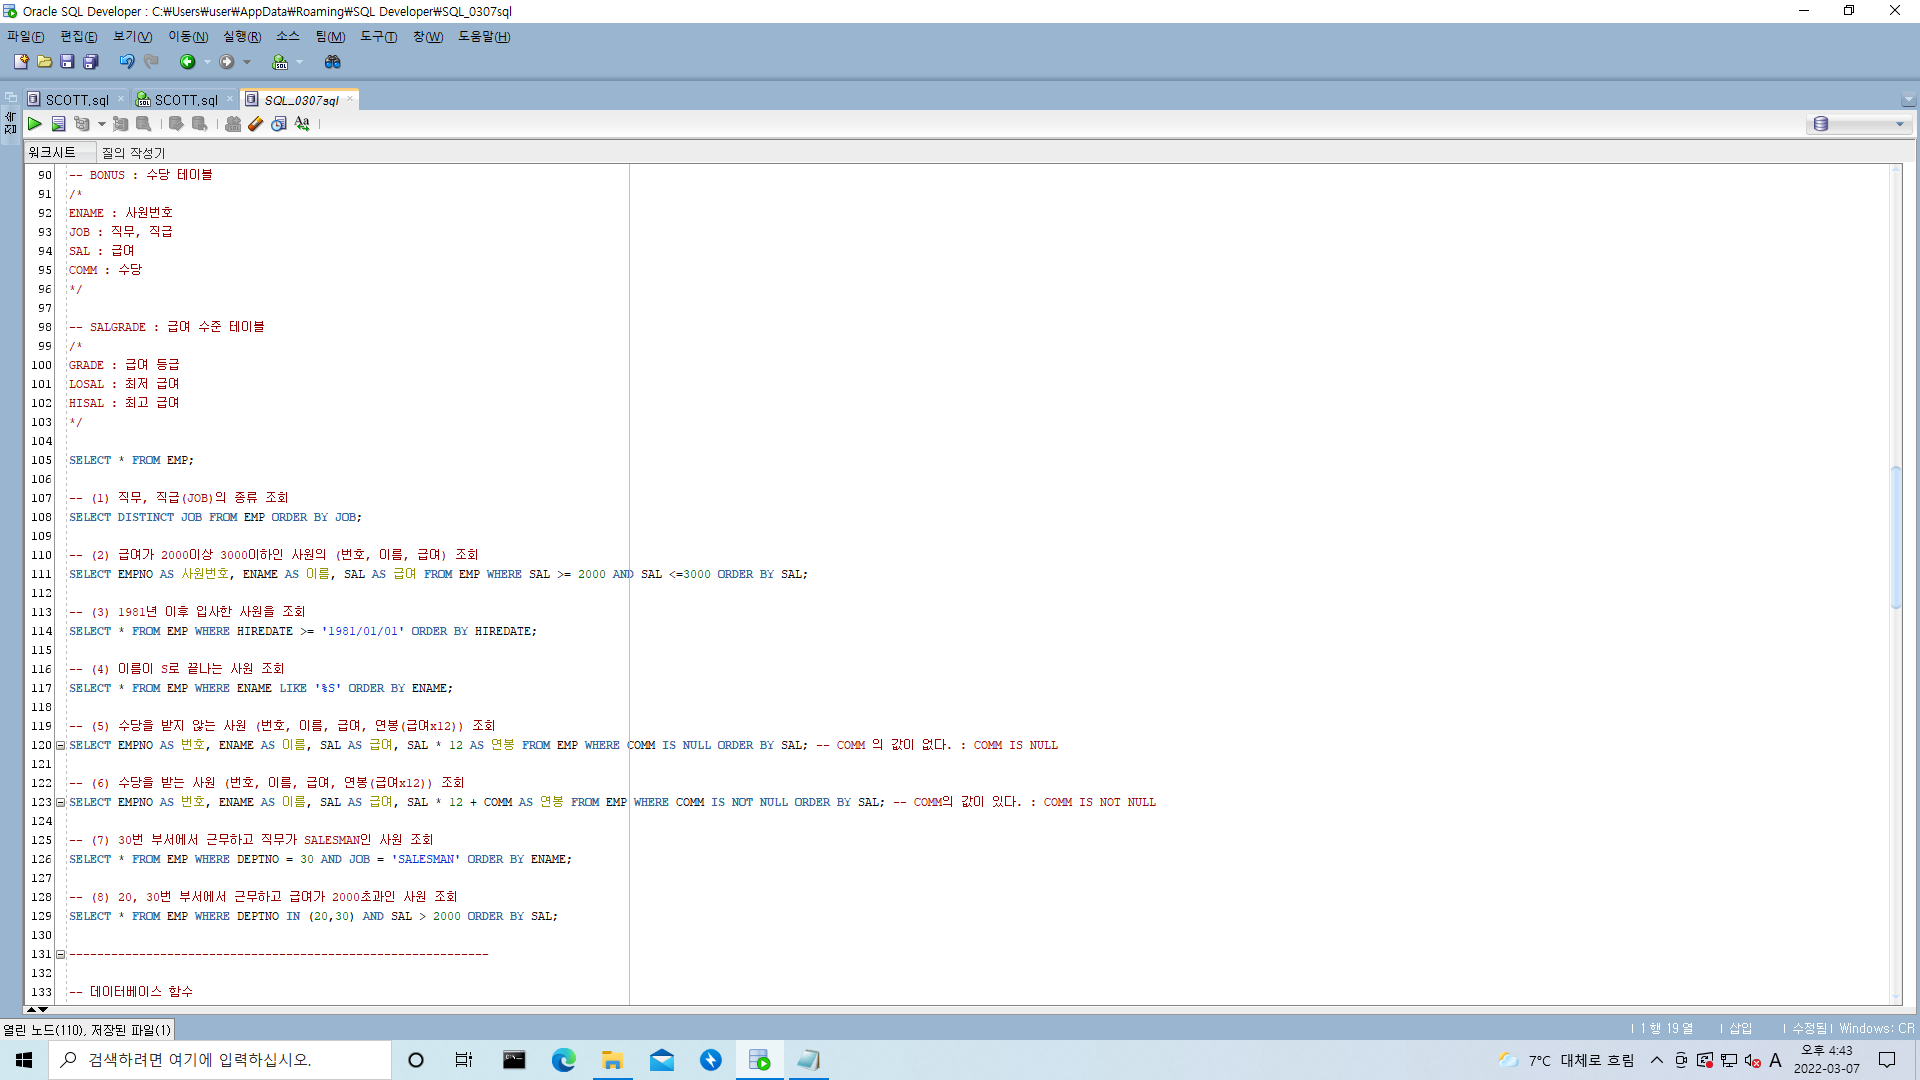 Oracle SQL Developer : C:₩Users₩user₩AppData₩Roaming₩SQL Developer₩SQL_0307sql
파일(F) 편집(E) 보기(V) 이동(N) 실행(R) 소스 팀(M) 도구(T) 창(W) 도움말(H)
SCOTT.sql SCOTT.sql SQL_0307sql
접속
워크시트 질의 작성기
90 -- BONUS : 수당 테이블
91 /*
92 ENAME : 사원번호
93 JOB : 직무, 직급
94 SAL : 급여
95 COMM : 수당
96 */
97
98 -- SALGRADE : 급여 수준 테이블
99 /*
100 GRADE : 급여 등급
101 LOSAL : 최저 급여
102 HISAL : 최고 급여
103 */
104
105 SELECT * FROM EMP;
106
107 -- (1) 직무, 직급(JOB)의 종류 조회
108 SELECT DISTINCT JOB FROM EMP ORDER BY JOB;
109
110 -- (2) 급여가 2000이상 3000이하인 사원의 (번호, 이름, 급여) 조회
111 SELECT EMPNO AS 사원번호, ENAME AS 이름, SAL AS 급여 FROM EMP WHERE SAL >= 2000 AND SAL <=3000 ORDER BY SAL;
112
113 -- (3) 1981년 이후 입사한 사원을 조회
114 SELECT * FROM EMP WHERE HIREDATE >= '1981/01/01' ORDER BY HIREDATE;
115
116 -- (4) 이름이 S로 끝나는 사원 조회
117 SELECT * FROM EMP WHERE ENAME LIKE '%S' ORDER BY ENAME;
118
119 -- (5) 수당을 받지 않는 사원 (번호, 이름, 급여, 연봉(급여x12)) 조회
120 SELECT EMPNO AS 번호, ENAME AS 이름, SAL AS 급여, SAL * 12 AS 연봉 FROM EMP WHERE COMM IS NULL ORDER BY SAL; -- COMM 의 값이 없다. : COMM IS NULL
121
122 -- (6) 수당을 받는 사원 (번호, 이름, 급여, 연봉(급여x12)) 조회
123 SELECT EMPNO AS 번호, ENAME AS 이름, SAL AS 급여, SAL * 12 + COMM AS 연봉 FROM EMP WHERE COMM IS NOT NULL ORDER BY SAL; -- COMM의 값이 있다. : COMM IS NOT NULL
124
125 -- (7) 30번 부서에서 근무하고 직무가 SALESMAN인 사원 조회
126 SELECT * FROM EMP WHERE DEPTNO = 30 AND JOB = 'SALESMAN' ORDER BY ENAME;
127
128 -- (8) 20, 30번 부서에서 근무하고 급여가 2000초과인 사원 조회
129 SELECT * FROM EMP WHERE DEPTNO IN (20,30) AND SAL > 2000 ORDER BY SAL;
130
131 ------------------------------------------------------------
132
133 -- 데이터베이스 함수
열린 노드(110), 저장된 파일(1)
1 행 19 열 삽입 수정됨 Windows: CR
검색하려면 여기에 입력하십시오.
7°C 대체로 흐림 A 오후 4:43
2022-03-07